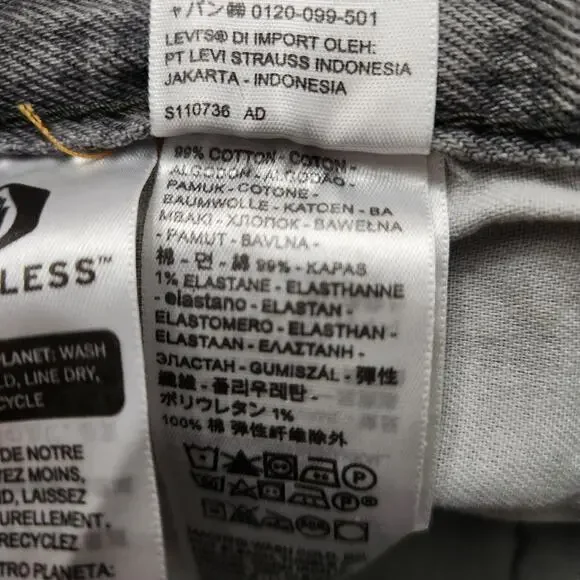 ャパン㈱ 0120-099-501
LEVI'S® DI IMPORT OLEH:
PT LEVI STRAUSS INDONESIA
JAKARTA - INDONESIA
S110736 AD
99% COTTON - COTON -
ALGODON - ALGODÃO -
PAMUK - COTONE -
BAUMWOLLE - KATOEN - BA
MBAKI - ХЛОПОК - BAWEŁNA
- PAMUT - BAVLNA -
棉 - 면 - 綿 99% - KAPAS
1% ELASTANE - ELASTHANNE
- elastano - ELASTAN -
ELASTOMERO - ELASTHAN -
ELASTAAN - ΕΛΑΣΤΑΝΗ -
ЭЛАСТАН - GUMISZÁL - 彈性
纖維 - 폴리우레탄 -
ポリウレタン 1%
100% 棉 弹性纤维除外
LESS™
PLANET: WASH
LD, LINE DRY,
CYCLE
DE NOTRE
VEZ MOINS,
ID, LAISSEZ
URELLEMENT.
RECYCLEZ
TRO PLANETA: